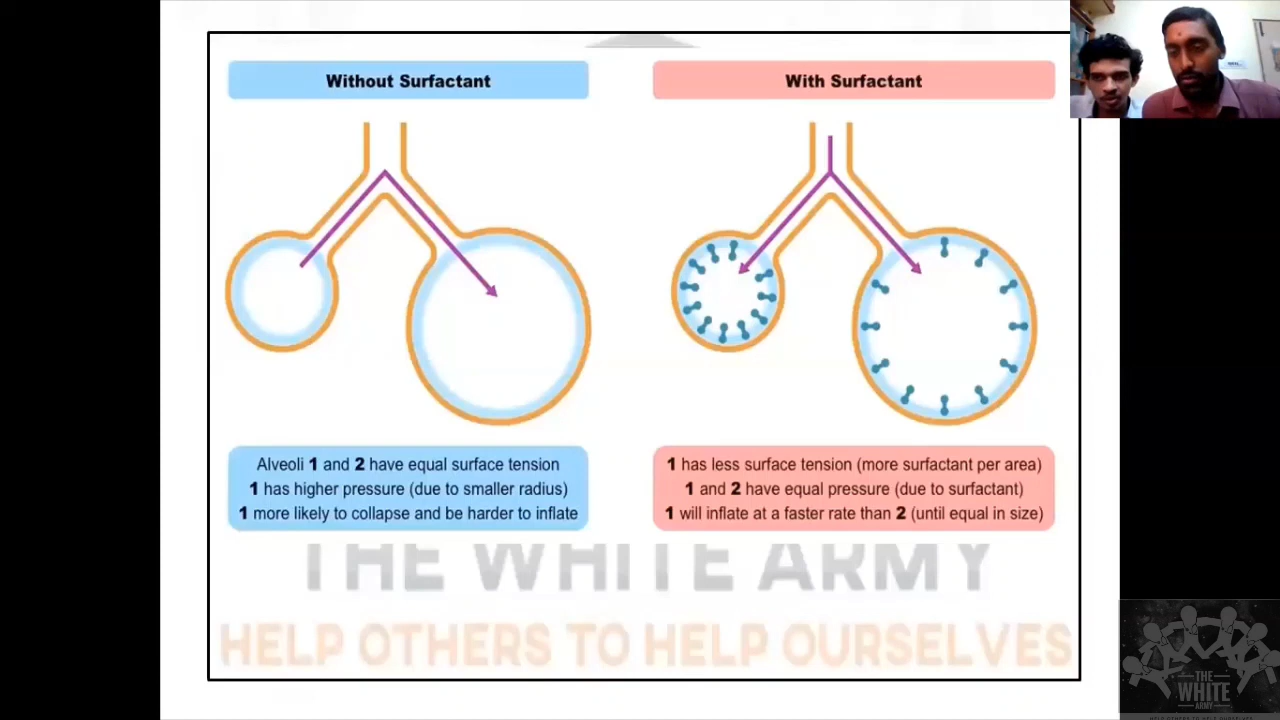 Without Surfactant
With Surfactant
Alveoli 1 and 2 have equal surface tension
1 has higher pressure (due to smaller radius)
1 more likely to collapse and be harder to inflate
1 has less surface tension (more surfactant per area)
1 and 2 have equal pressure (due to surfactant)
1 will inflate at a faster rate than 2 (until equal in size)
THE WHITE ARMY
HELP OTHERS TO HELP OURSELVES
THE
WHITE
ARMY